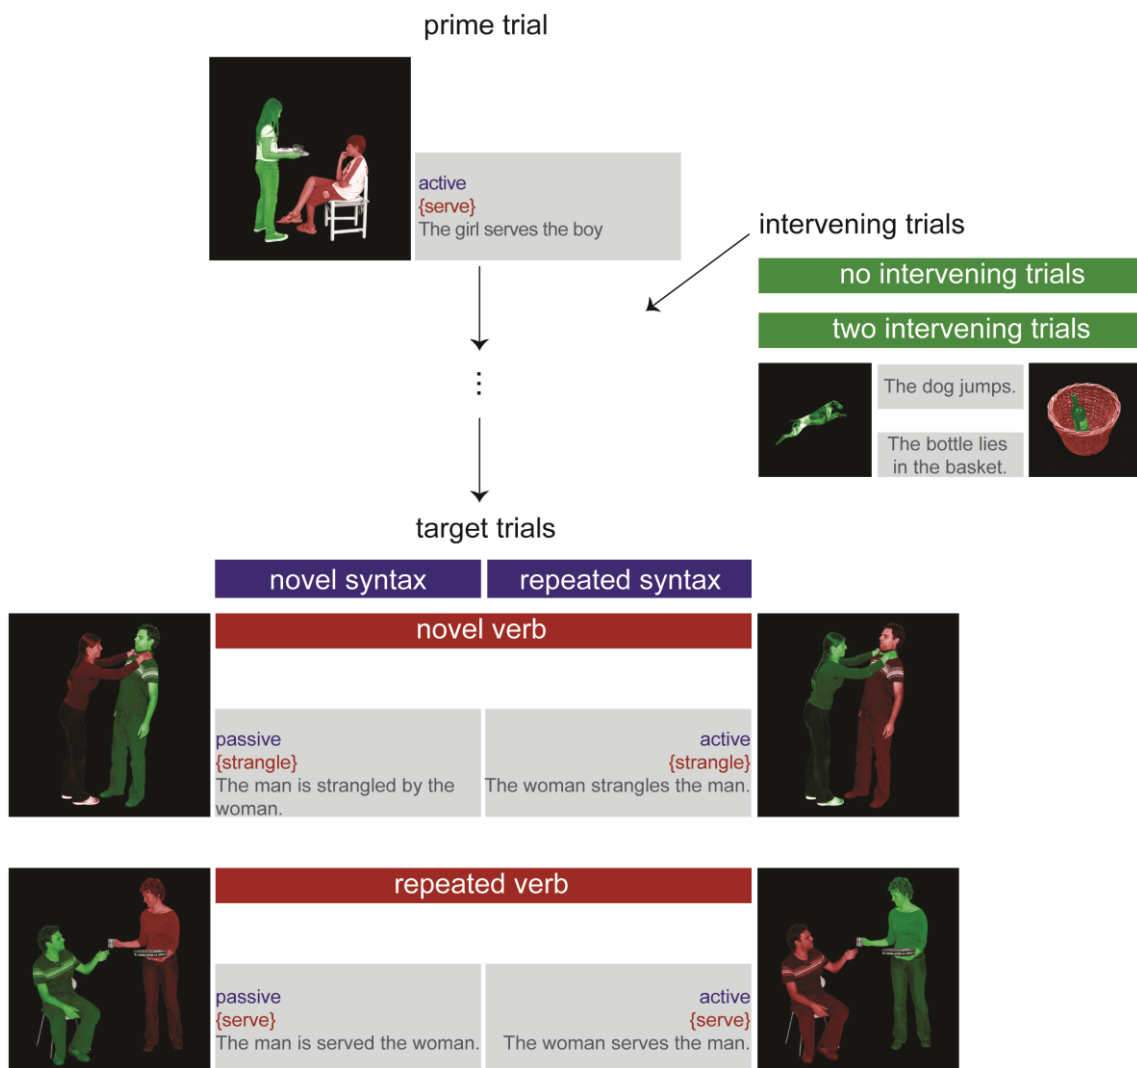 prime trial
active
{serve}
The girl serves the boy
intervening trials
no intervening trials
two intervening trials
The dog jumps.
The bottle lies
in the basket.
⋮
target trials
novel syntax
repeated syntax
novel verb
passive
{strangle}
The man is strangled by the
woman.
active
{strangle}
The woman strangles the man.
repeated verb
passive
{serve}
The man is served the woman.
active
{serve}
The woman serves the man.